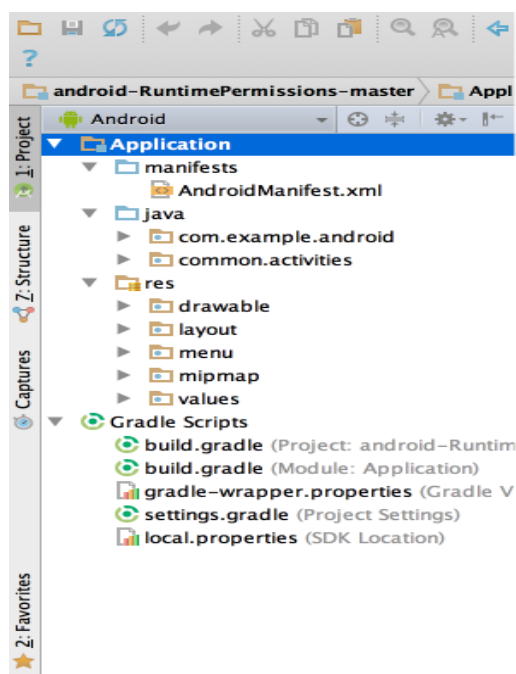 ?
android-RuntimePermissions-master
Appl
Android
1: Project
Application
manifests
AndroidManifest.xml
java
com.example.android
common.activities
7: Structure
res
drawable
layout
menu
mipmap
values
Captures
Gradle Scripts
build.gradle (Project: android-Runtim
build.gradle (Module: Application)
gradle-wrapper.properties (Gradle V
settings.gradle (Project Settings)
local.properties (SDK Location)
2: Favorites